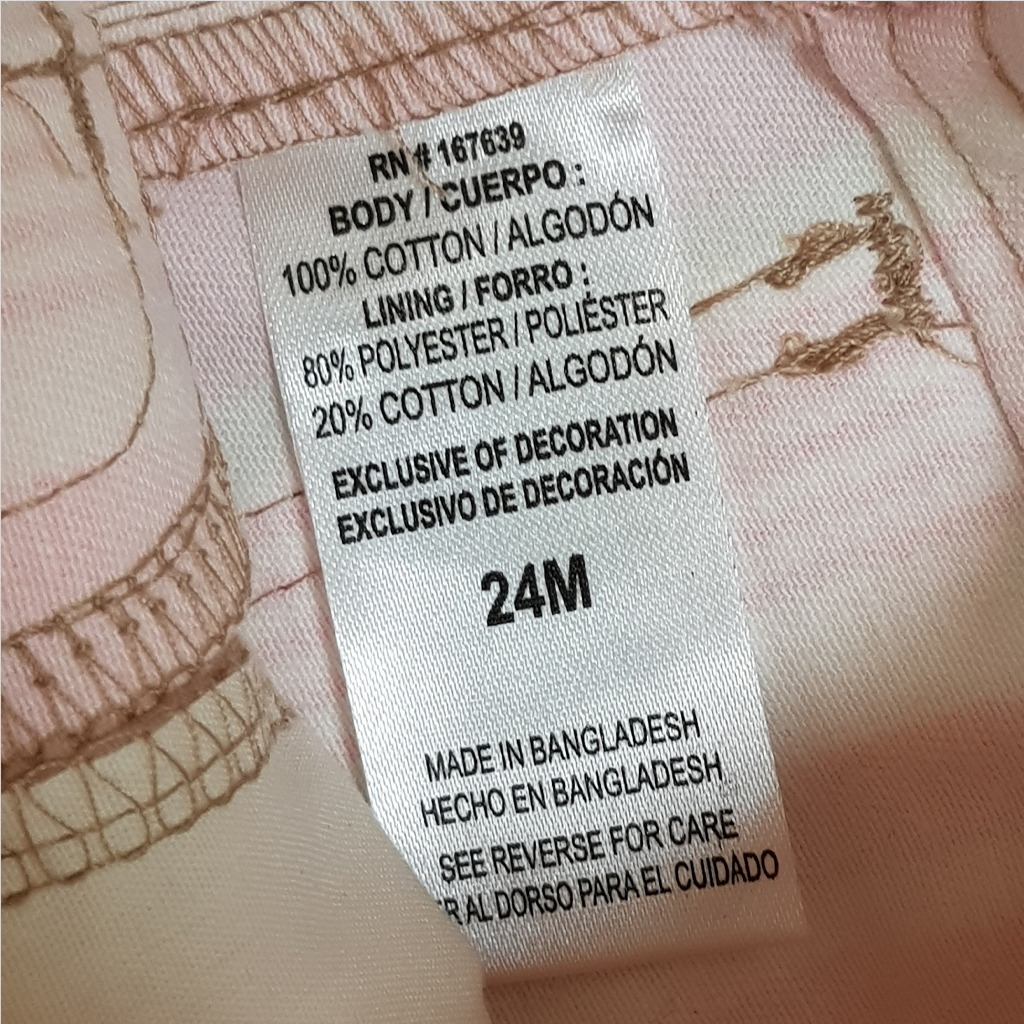 RN # 167639
BODY / CUERPO :
100% COTTON / ALGODÓN
LINING / FORRO :
80% POLYESTER / POLIÉSTER
20% COTTON / ALGODÓN
EXCLUSIVE OF DECORATION
EXCLUSIVO DE DECORACIÓN
24M
MADE IN BANGLADESH
HECHO EN BANGLADESH
SEE REVERSE FOR CARE
AL DORSO PARA EL CUIDADO